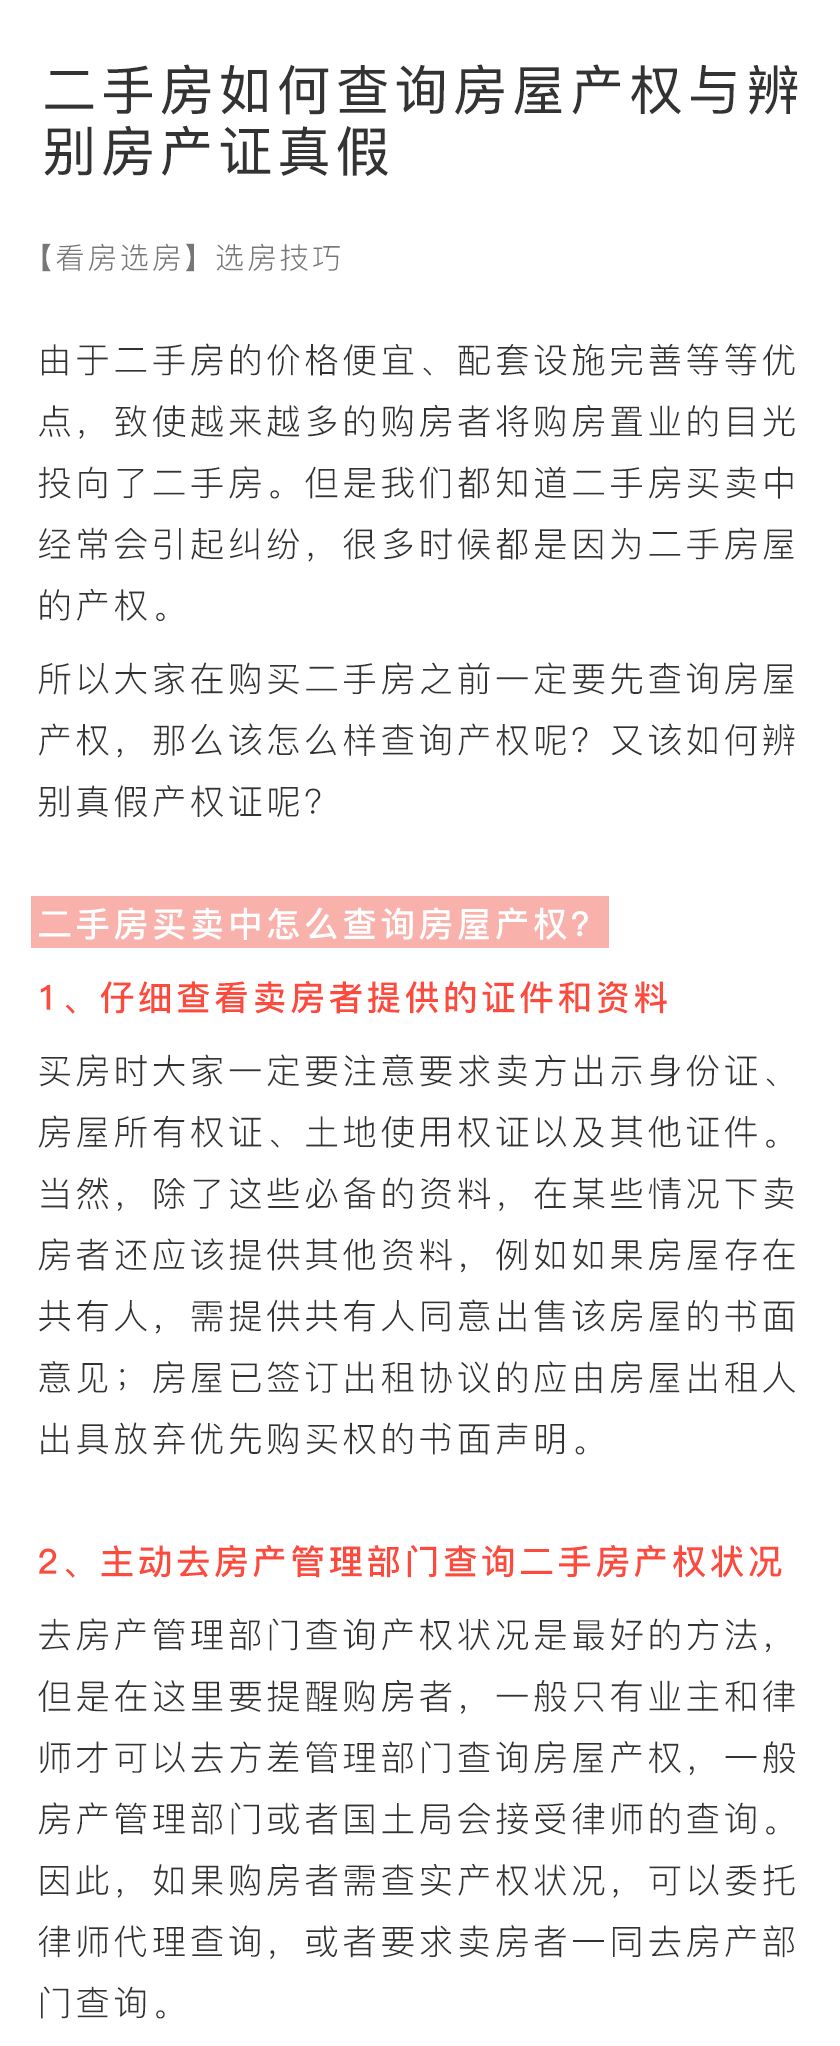 二手房如何查询房屋产权与辨
别房产证真假
【看房选房】选房技巧
由于二手房的价格便宜、配套设施完善等等优
点，致使越来越多的购房者将购房置业的目光
投向了二手房。但是我们都知道二手房买卖中
经常会引起纠纷，很多时候都是因为二手房屋
的产权。
所以大家在购买二手房之前一定要先查询房屋
产权，那么该怎么样查询产权呢？又该如何辨
别真假产权证呢？
二手房买卖中怎么查询房屋产权？
1、仔细查看卖房者提供的证件和资料
买房时大家一定要注意要求卖方出示身份证、
房屋所有权证、土地使用权证以及其他证件。
当然，除了这些必备的资料，在某些情况下卖
房者还应该提供其他资料，例如如果房屋存在
共有人，需提供共有人同意出售该房屋的书面
意见；房屋已签订出租协议的应由房屋出租人
出具放弃优先购买权的书面声明。
2、主动去房产管理部门查询二手房产权状况
去房产管理部门查询产权状况是最好的方法，
但是在这里要提醒购房者，一般只有业主和律
师才可以去方差管理部门查询房屋产权，一般
房产管理部门或者国土局会接受律师的查询。
因此，如果购房者需查实产权状况，可以委托
律师代理查询，或者要求卖房者一同去房产部
门查询。